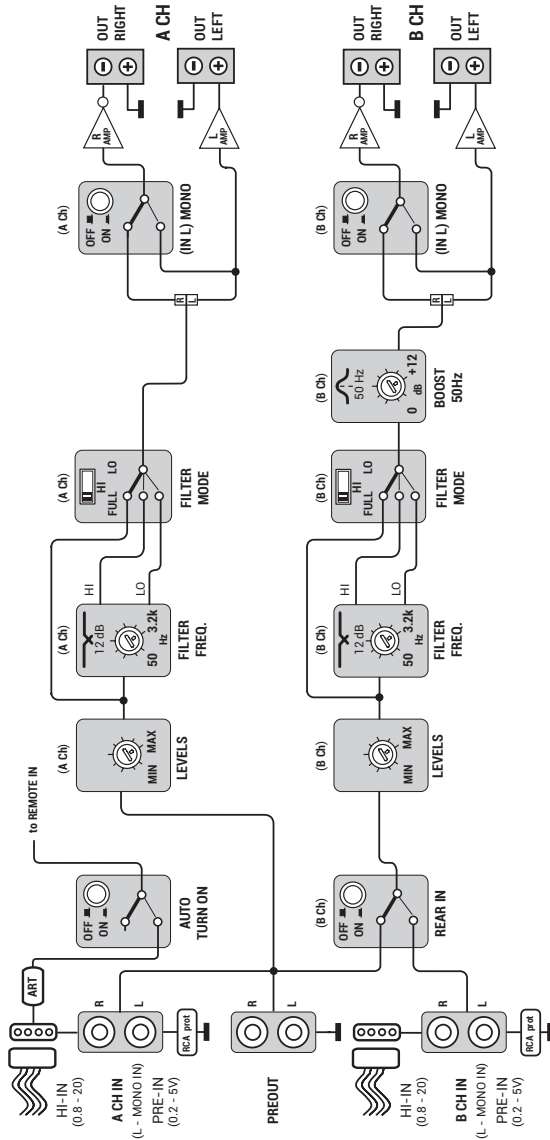 HI-IN
(0.8 - 20)
ART
A CH IN
(L - MONO IN)
PRE-IN
(0.2 - 5V)
R
L
RCA prot
OFF
ON
AUTO
TURN ON
to REMOTE IN
(A Ch)
MIN MAX
LEVELS
(A Ch)
12 dB
50 3.2k
Hz
FILTER
FREQ.
HI
LO
(A Ch)
HI
FULL LO
FILTER
MODE
R
L
(A Ch)
OFF
ON
(IN L) MONO
R
AMP
L
AMP
OUT
RIGHT
A CH
OUT
LEFT
PREOUT
R
L
HI-IN
(0.8 - 20)
B CH IN
(L - MONO IN)
PRE-IN
(0.2 - 5V)
R
L
RCA prot
(B Ch)
OFF
ON
REAR IN
(B Ch)
MIN MAX
LEVELS
(B Ch)
12 dB
50 3.2k
Hz
FILTER
FREQ.
HI
LO
(B Ch)
HI
FULL LO
FILTER
MODE
(B Ch)
50 Hz
0 dB +12
BOOST
50Hz
R
L
(B Ch)
OFF
ON
(IN L) MONO
R
AMP
L
AMP
OUT
RIGHT
B CH
OUT
LEFT